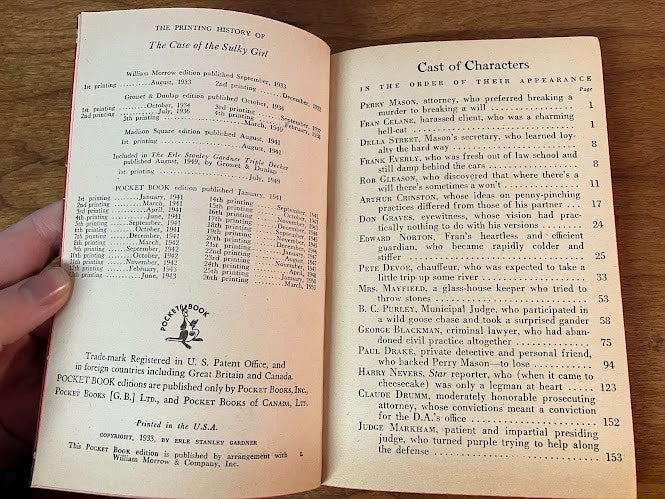 THE PRINTING HISTORY OF
The Case of the Sulky Girl
William Morrow edition published September, 1933
1st printing ........ August, 1933 2nd printing ........ December, 1933
Grosset & Dunlap edition published October, 1936
1st printing ........ October, 1934 3rd printing ........ September,
2nd printing ........ July, 1936 4th printing ........ February,
5th printing ........ March, 1940
Madison Square edition published August, 1941
1st printing ........ August, 1941
Included in The Erle Stanley Gardner Triple Decker
published August, 1949, by Grosset & Dunlap
1st printing ........ July, 1949
POCKET BOOK edition published January, 1941
1st printing ........ January, 1941 14th printing ........
2nd printing ........ March, 1941 15th printing ........
3rd printing ........ April, 1941 16th printing ........
4th printing ........ June, 1941
5th printing ........ September, 1941
6th printing ........ October, 1941
7th printing ........ December, 1941
8th printing ........ March, 1942
9th printing ........ September, 1942
10th printing ........ October, 1942
11th printing ........ November, 1942
12th printing ........ February, 1943
13th printing ........ June, 1943 26th printing ........ March, 1950
POCKET BOOK
Trade-mark Registered in U. S. Patent Office, and
in foreign countries including Great Britain and Canada.
POCKET BOOK editions are published only by POCKET BOOKS, INC.,
POCKET BOOKS [G.B.] LTD., and POCKET BOOKS OF CANADA, LTD.
Printed in the U.S.A.
COPYRIGHT, 1933, BY ERLE STANLEY GARDNER
This POCKET BOOK edition is published by arrangement with
William Morrow & Company, Inc.
Cast of Characters
IN THE ORDER OF THEIR APPEARANCE
Page
PERRY MASON, attorney, who preferred breaking a
murder to breaking a will ........ 1
FRAN CELANE, harassed client, who was a charming
hell-cat ........ 1
DELLA STREET, Mason's secretary, who learned loy-
alty the hard way ........ 8
FRANK EVERLY, who was fresh out of law school and
still damp behind the ears ........ 8
ROB GLEASON, who discovered that where there's a
will there's sometimes a won't ........ 11
ARTHUR CRINSTON, whose ideas on penny-pinching
practices differed from those of his partner ........ 17
DON GRAVES, eyewitness, whose vision had prac-
tically nothing to do with his versions ........ 24
EDWARD NORTON, Fran's heartless and efficient
guardian, who became rapidly colder and
stiffer ........ 25
PETE DEVOE, chauffeur, who was expected to take a
little trip up some river ........ 33
MRS. MAYFIELD, a glass-house keeper who tried to
throw stones ........ 53
B. C. PURLEY, Municipal Judge, who participated in
a wild goose chase and took a surprised gander 58
GEORGE BLACKMAN, criminal lawyer, who had aban-
doned civil practice altogether ........ 75
PAUL DRAKE, private detective and personal friend,
who backed Perry Mason—to lose ........ 94
HARRY NEVERS, Star reporter, who (when it came to
cheesecake) was only a legman at heart ........ 123
CLAUDE DRUMM, moderately honorable prosecuting
attorney, whose convictions meant a conviction
for the D.A.'s office ........ 152
JUDGE MARKHAM, patient and impartial presiding
judge, who turned purple trying to help along
the defense ........ 153